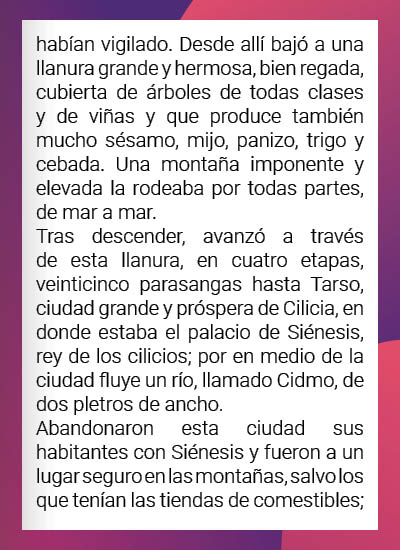 habían vigilado. Desde allí bajó a una
llanura grande y hermosa, bien regada,
cubierta de árboles de todas clases
y de viñas y que produce también
mucho sésamo, mijo, panizo, trigo y
cebada. Una montaña imponente y
elevada la rodeaba por todas partes,
de mar a mar.
Tras descender, avanzó a través
de esta llanura, en cuatro etapas,
veinticinco parasangas hasta Tarso,
ciudad grande y próspera de Cilicia, en
donde estaba el palacio de Siénesis,
rey de los cilicios; por en medio de la
ciudad fluye un río, llamado Cidmo, de
dos pletros de ancho.
Abandonaron esta ciudad sus
habitantes con Siénesis y fueron a un
lugar seguro en las montañas, salvo los
que tenían las tiendas de comestibles;